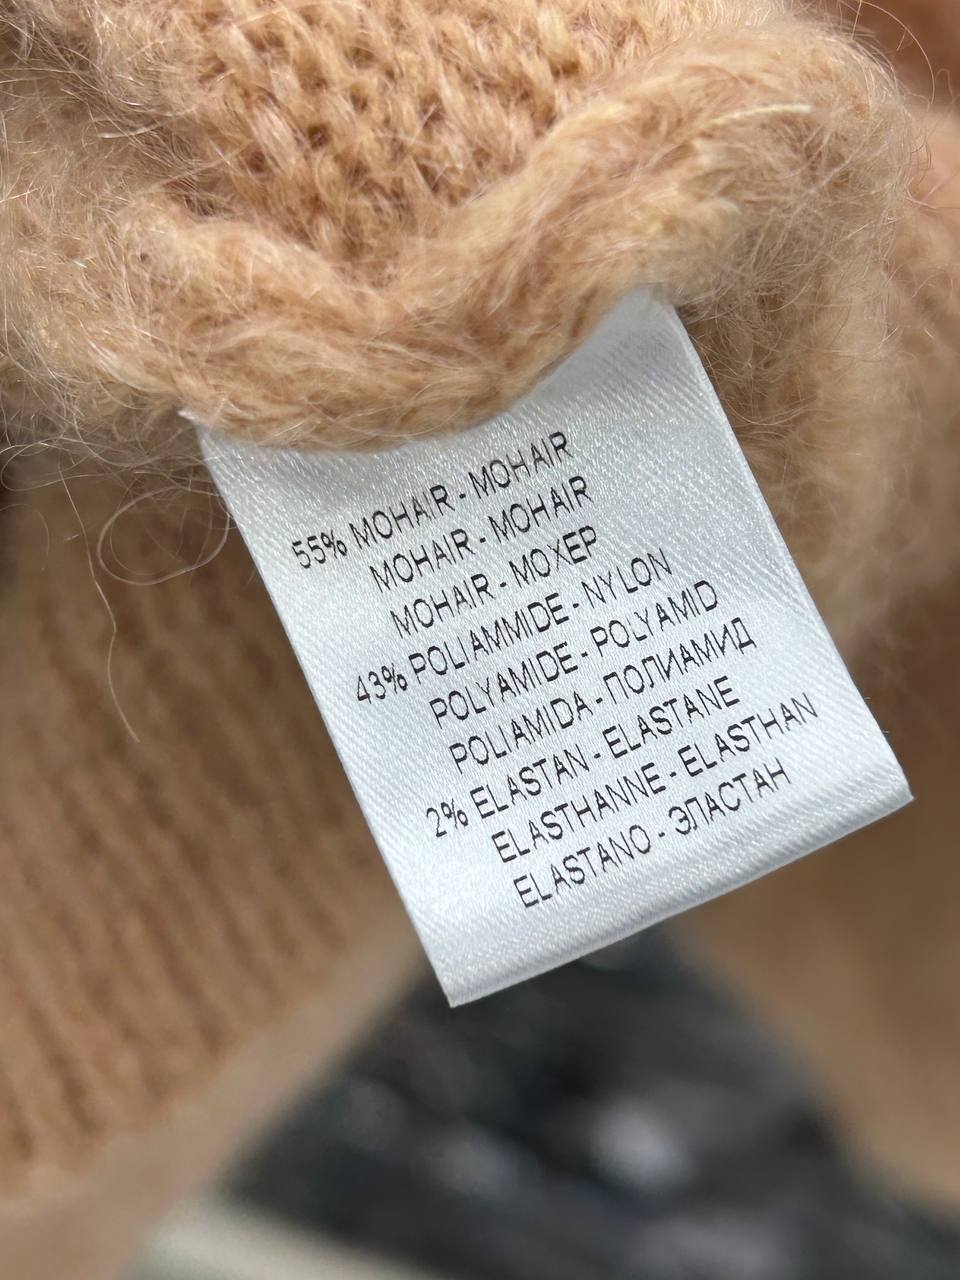 55% MOHAIR - MOHAIR
MOHAIR - MOHAIR
MOHAIR - МОХЕР
43% POLIAMMIDE - NYLON
POLYAMIDE - POLYAMID
POLIAMIDA - ПОЛИАМИД
2% ELASTAN - ELASTANE
ELASTHANNE - ELASTHAN
ELASTANO - ЭЛАСТАН